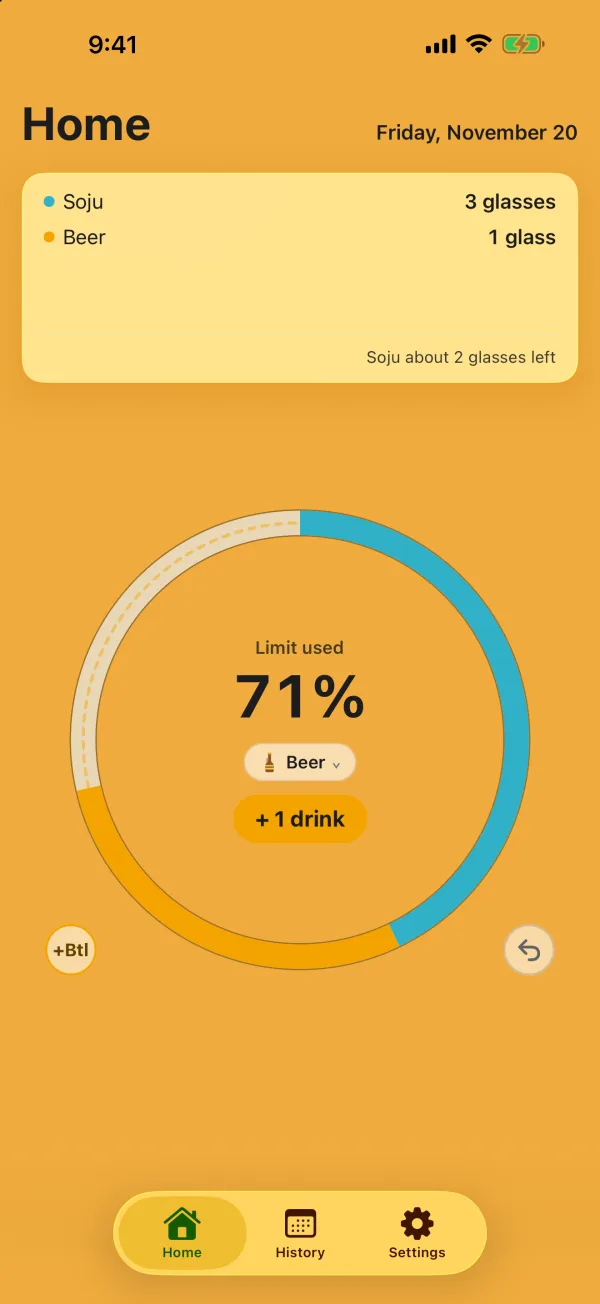 9:41
Home
Friday, November 20
Soju 3 glasses
Beer 1 glass
Soju about 2 glasses left
Limit used
71%
Beer
+ 1 drink
+Btl
Home History Settings